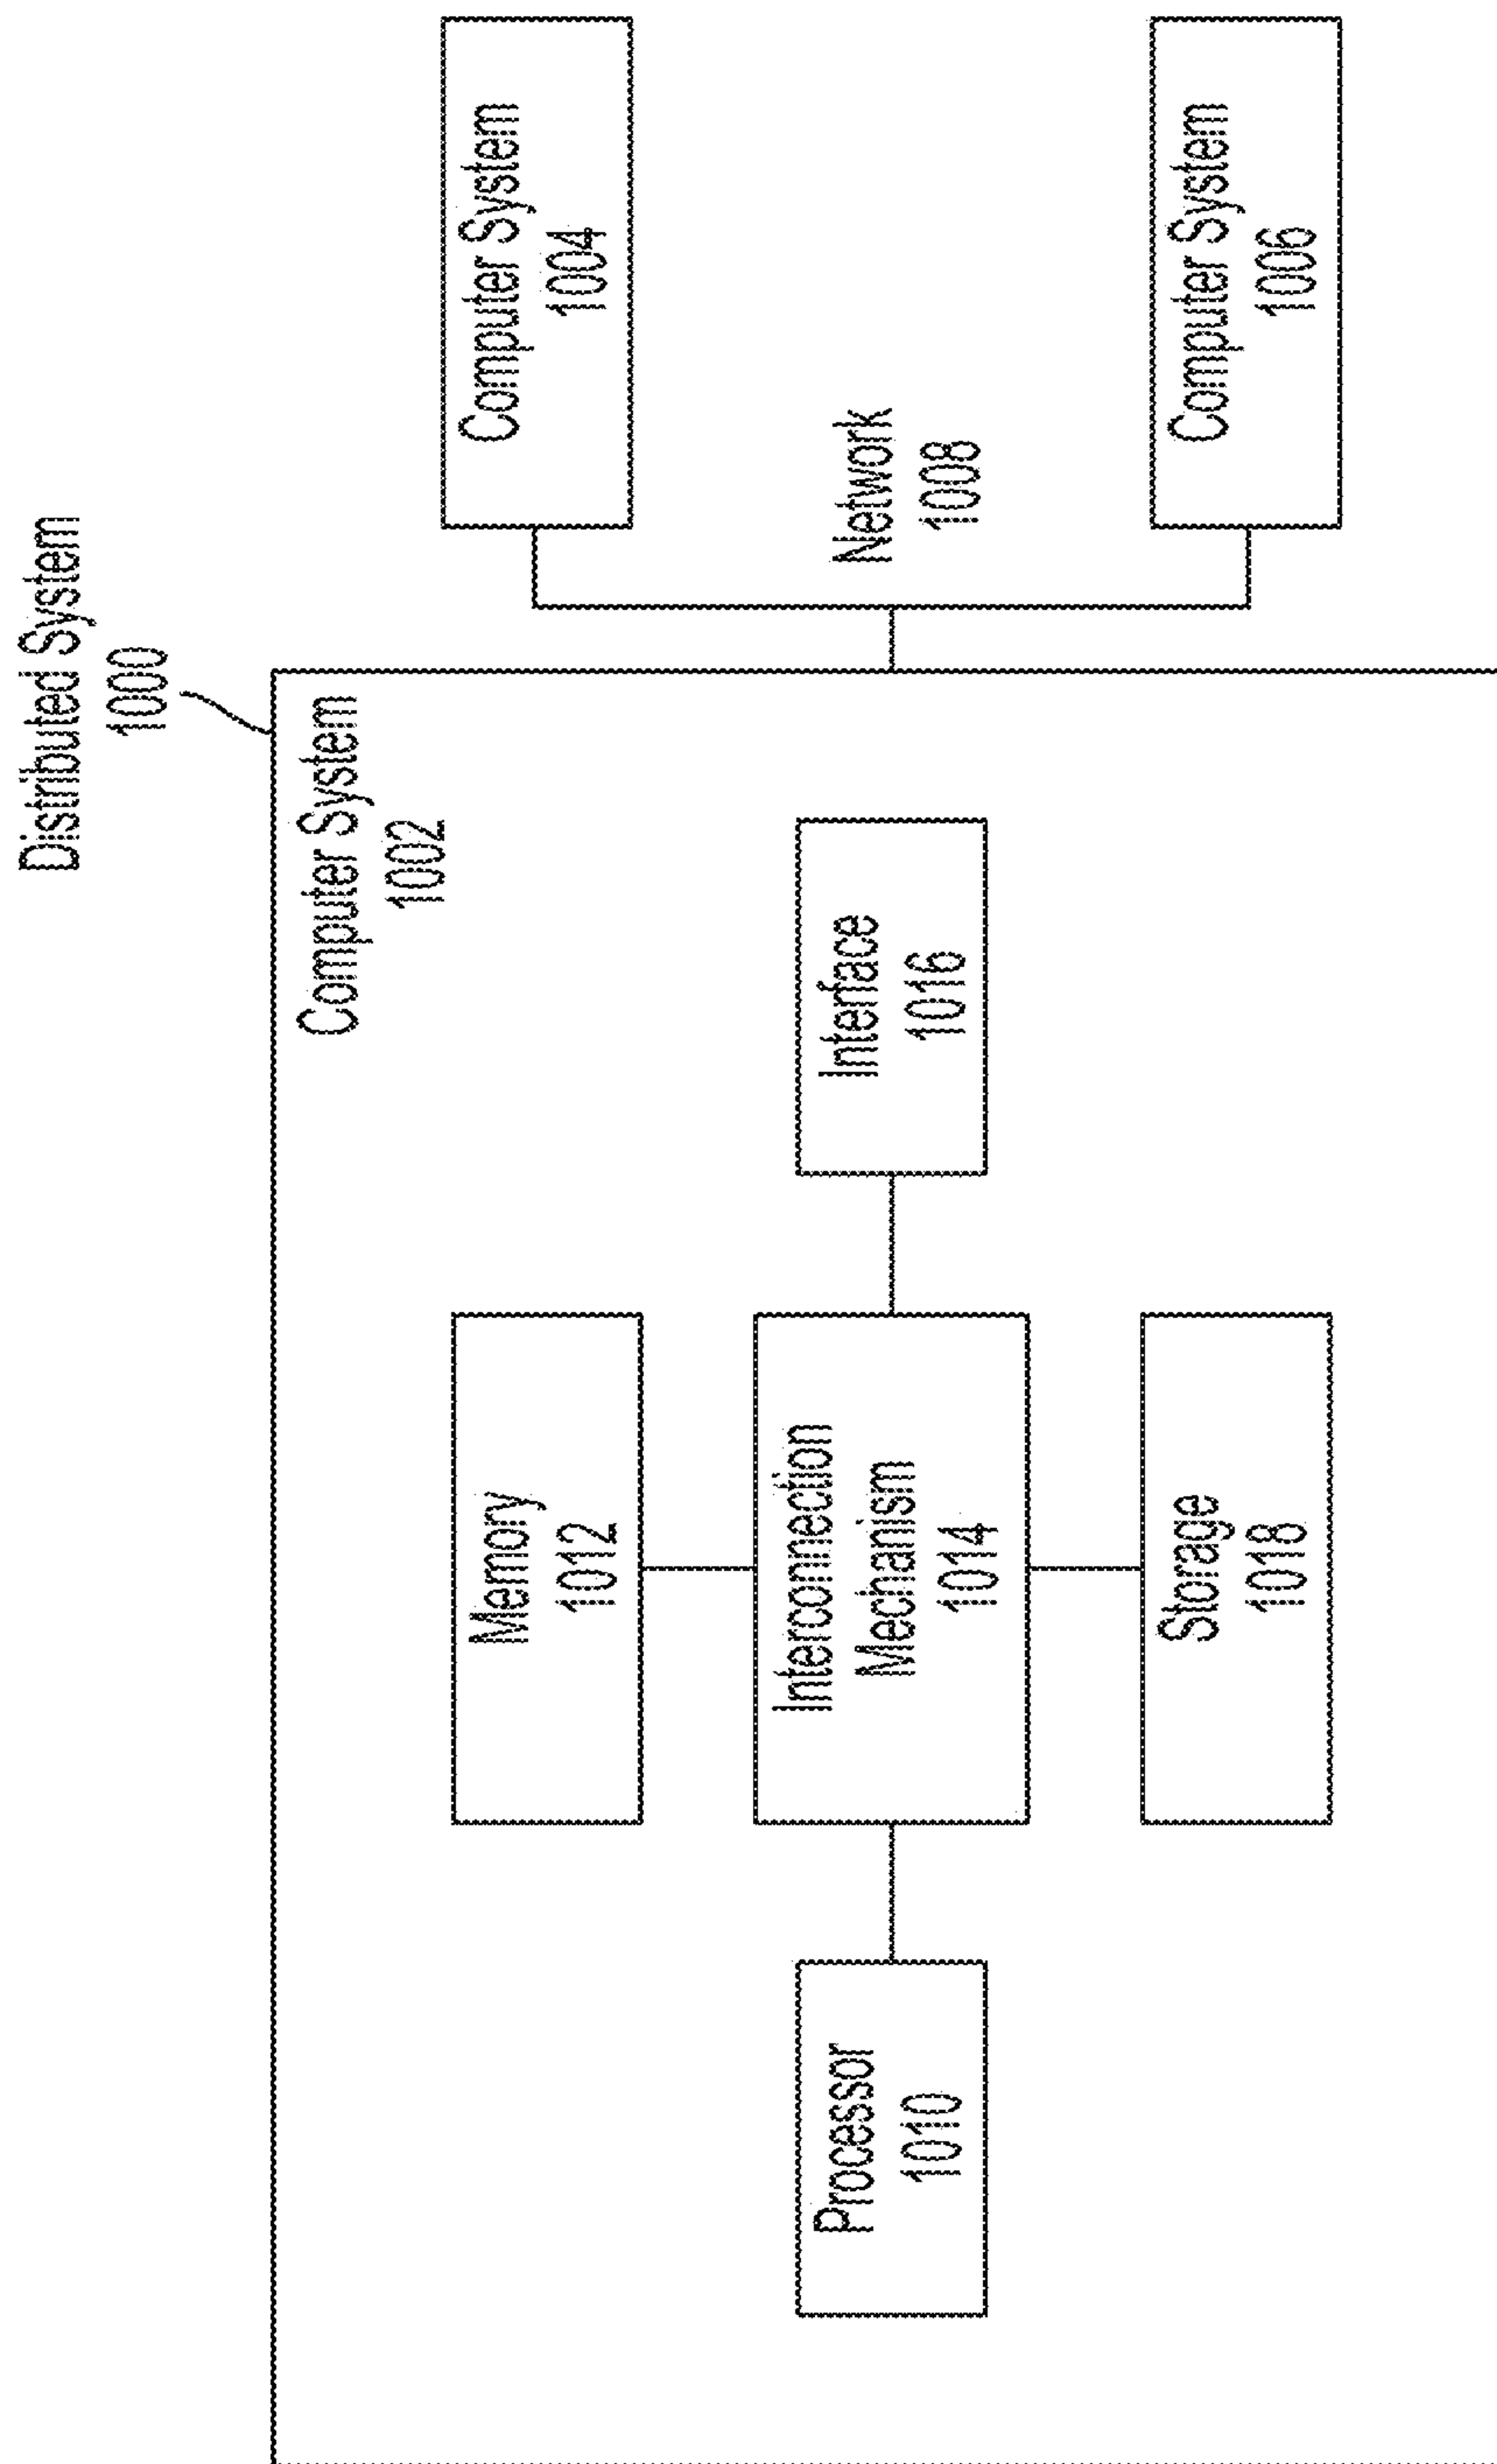 Distributed System
1000
Computer System
1002
Memory
1012
Processor
1010
Interconnection
Mechanism
1014
Interface
1016
Storage
1018
Computer System
1004
Network
1008
Computer System
1006